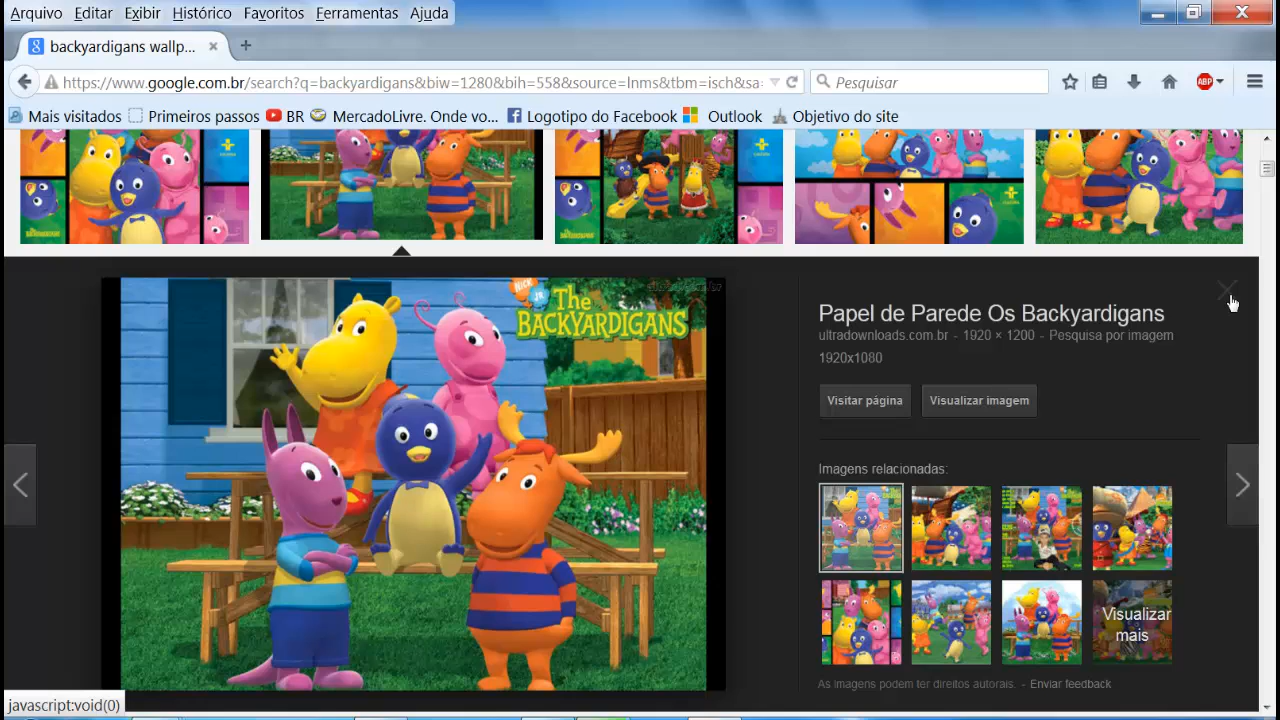 Arquivo Editar Exibir Histórico Favoritos Ferramentas Ajuda
backyardigans wallp...
https://www.google.com.br/search?q=backyardigans&biw=1280&bih=558&source=lnms&tbm=isch&sa:
Pesquisar
ABP
Mais visitados Primeiros passos BR MercadoLivre. Onde vo... Logotipo do Facebook Outlook Objetivo do site
NICK JR
The
BACKYARDIGANS
Papel de Parede Os Backyardigans
ultradownloads.com.br - 1920 × 1200 - Pesquisa por imagem
1920x1080
Visitar página Visualizar imagem
Imagens relacionadas:
Visualizar
mais
As imagens podem ter direitos autorais. - Enviar feedback
javascript:void(0)